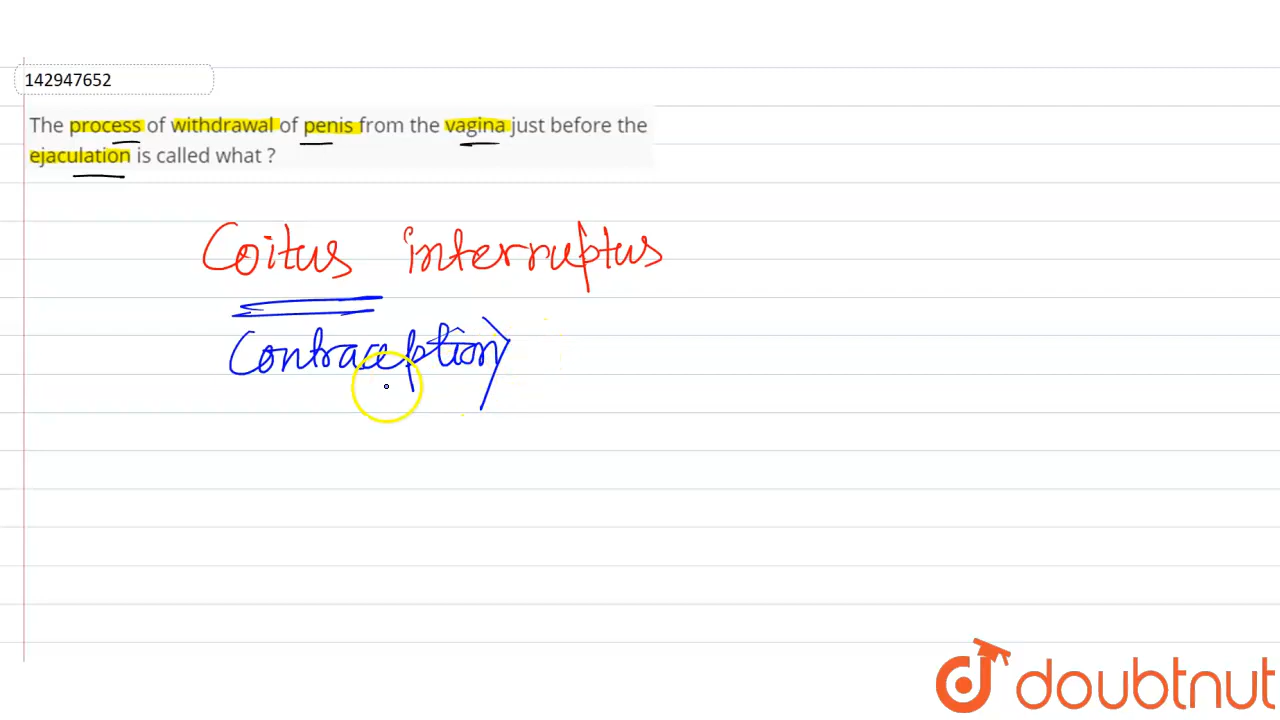 142947652
The process of withdrawal of penis from the vagina just before the
ejaculation is called what ?
Coitus interruptus
Contraception
doubtnut